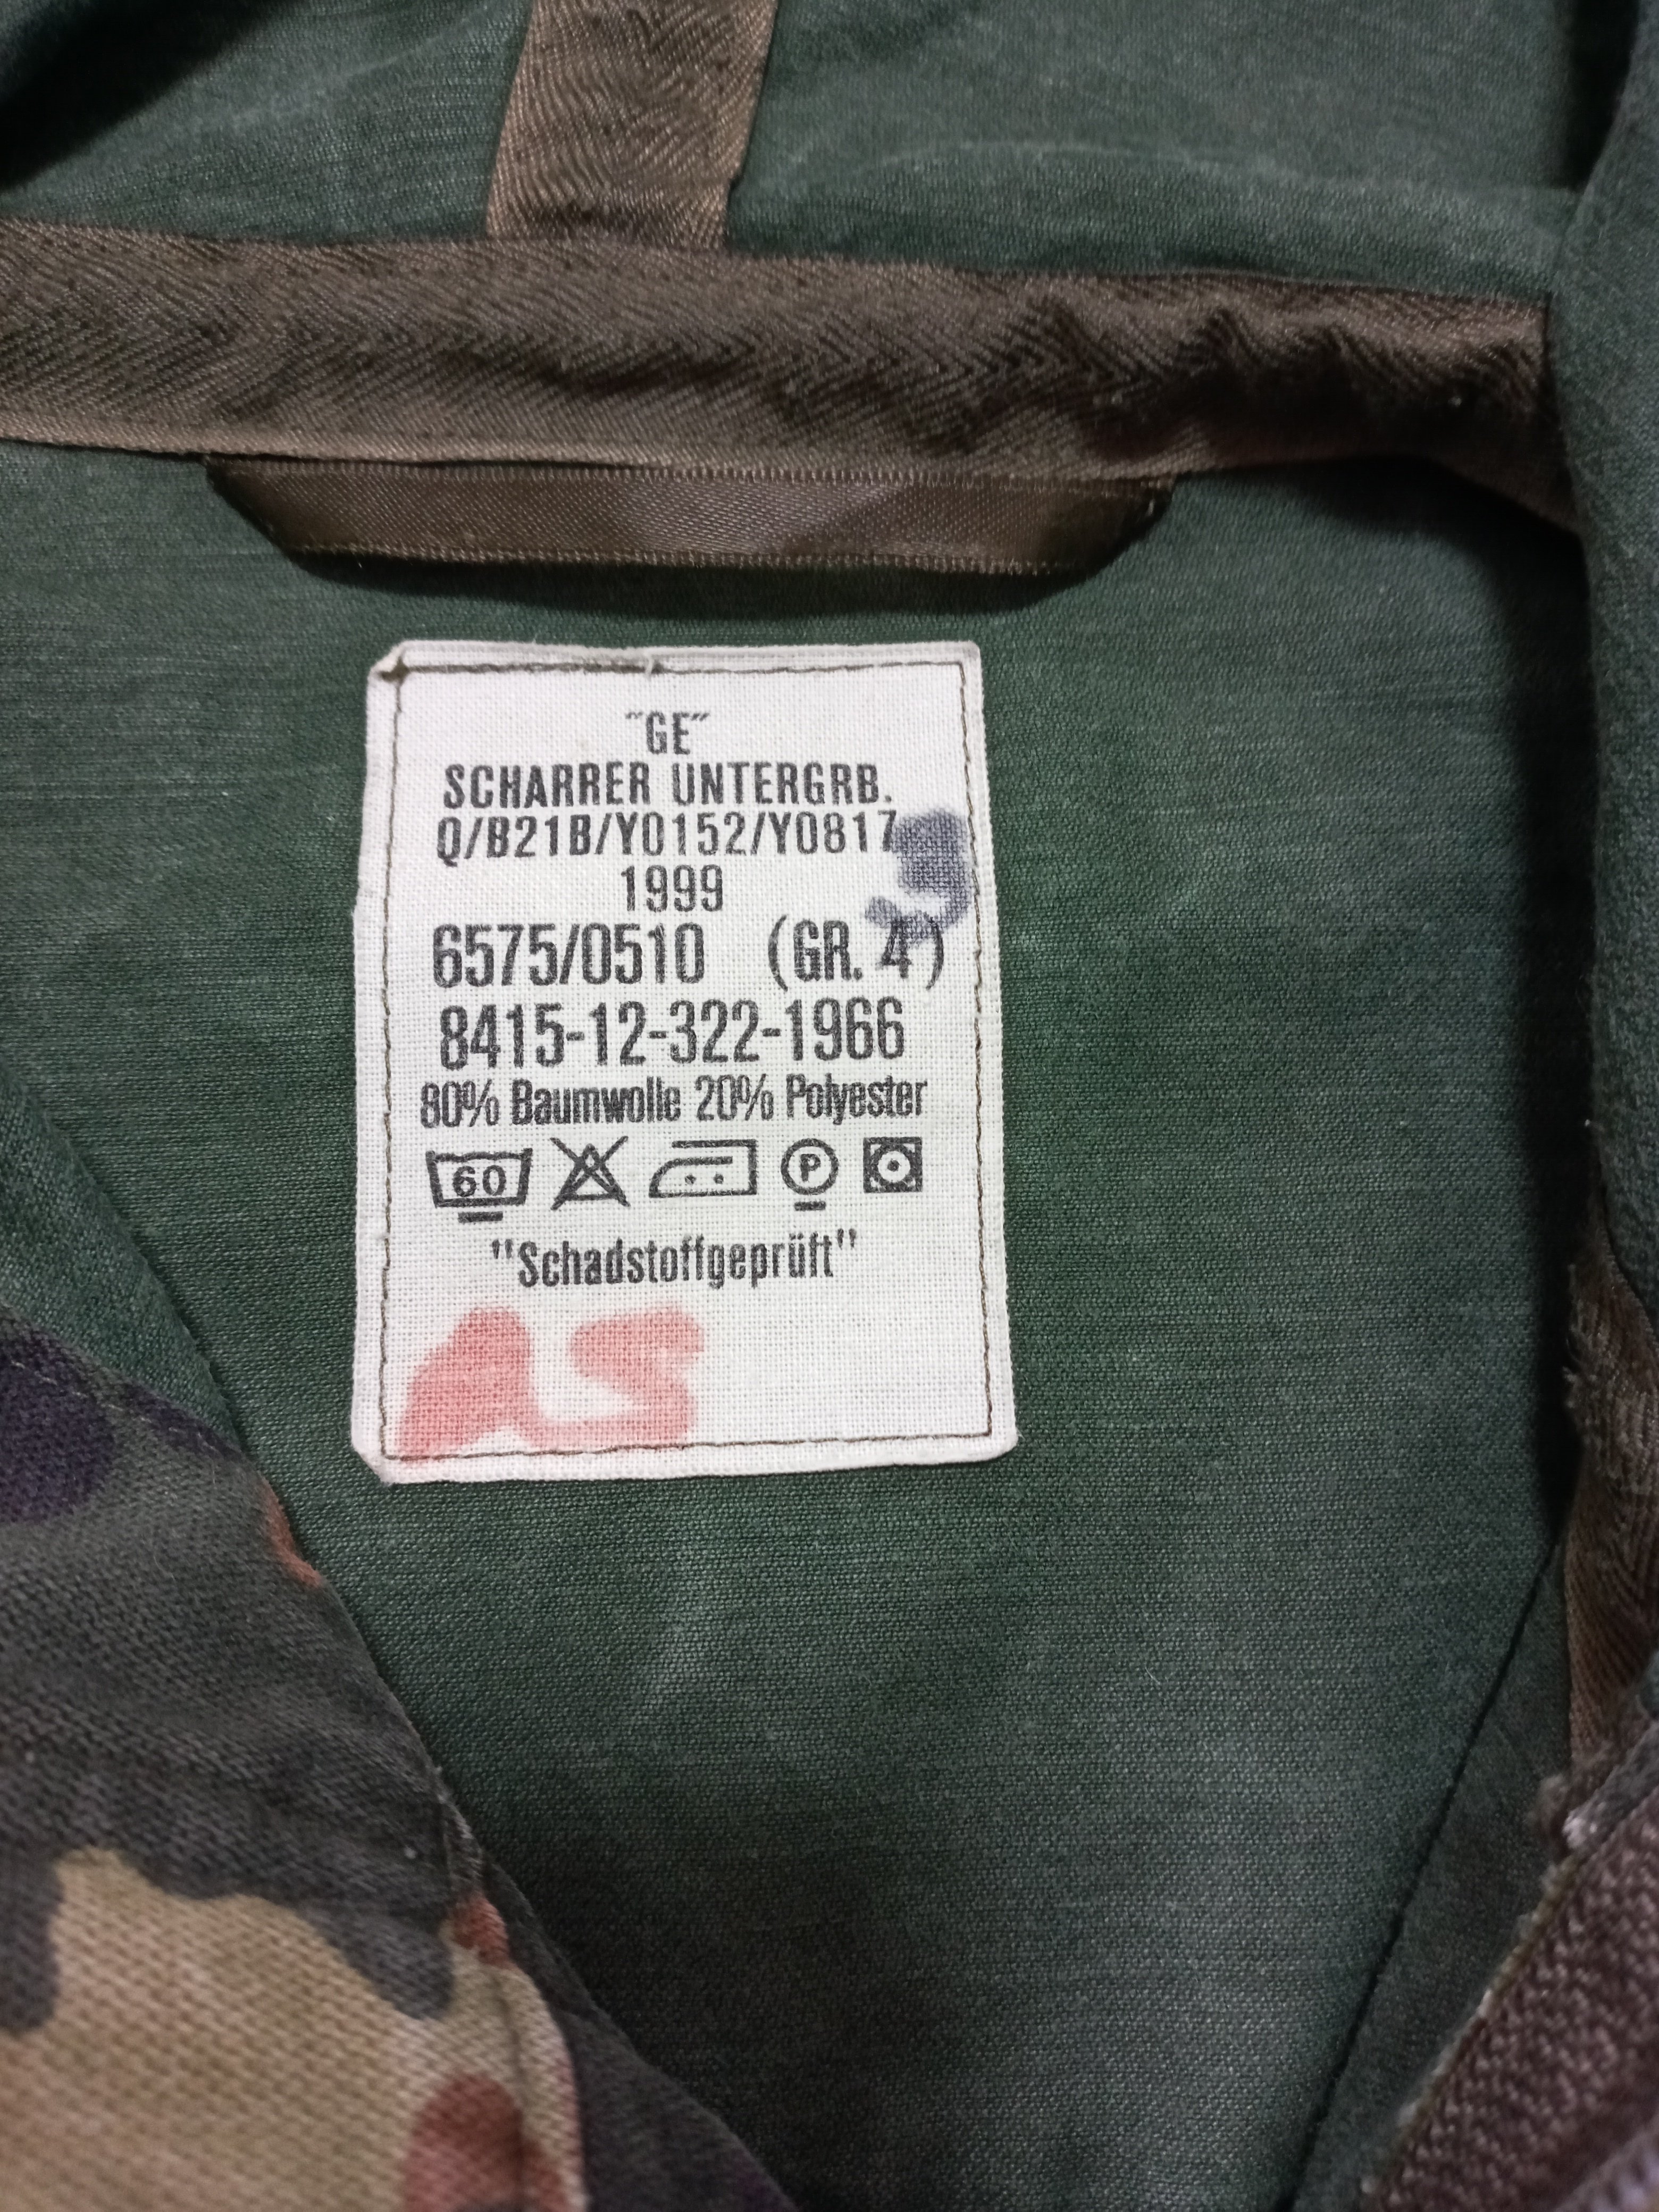 "GE"
SCHARRER UNTERGRB.
Q/B21B/Y0152/Y0817
1999
6575/0510 (GR. 4)
8415-12-322-1966
80% Baumwolle 20% Polyester
60 P
"Schadstoffgeprüft"
AS